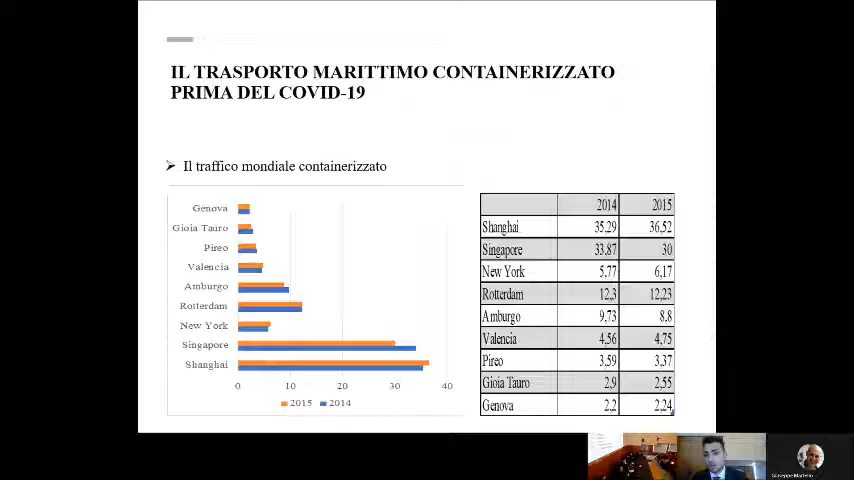 IL TRASPORTO MARITTIMO CONTAINERIZZATO
PRIMA DEL COVID-19
➢ Il traffico mondiale containerizzato
Genova
Gioia Tauro
Pireo
Valencia
Amburgo
Rotterdam
New York
Singapore
Shanghai
0 10 20 30 40
2015 2014
2014 2015
Shanghai 35.29 36,52
Singapore 33.87 30
New York 5,77 6,17
Rotterdam 12,3 12,23
Amburgo 9,73 8.8
Valencia 4,56 4,75
Pireo 3,59 3,37
Gioia Tauro 2,9 2,55
Genova 2,2 2,24
Giuseppe Martello